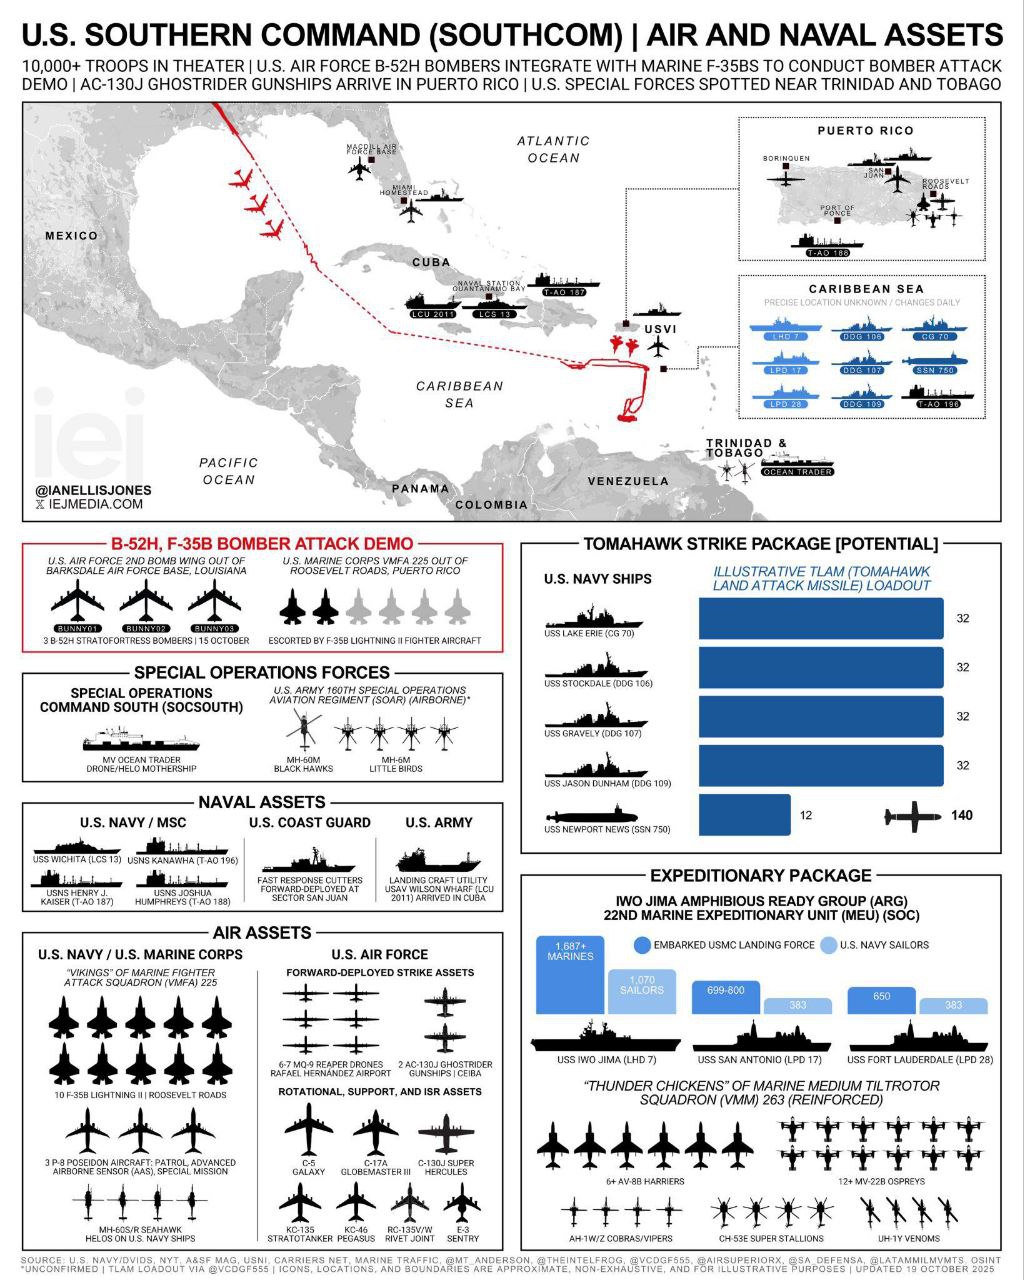 U.S. SOUTHERN COMMAND (SOUTHCOM) | AIR AND NAVAL ASSETS
10,000+ TROOPS IN THEATER | U.S. AIR FORCE B-52H BOMBERS INTEGRATE WITH MARINE F-35BS TO CONDUCT BOMBER ATTACK
DEMO | AC-130J GHOSTRIDER GUNSHIPS ARRIVE IN PUERTO RICO | U.S. SPECIAL FORCES SPOTTED NEAR TRINIDAD AND TOBAGO
ATLANTIC
OCEAN
MACDILL AIR
FORCE BASE
MIAMI
HOMESTEAD
MEXICO
CUBA
NAVAL STATION
GUANTANAMO BAY
T-AO 187
LCU 2011
LCS 13
USVI
CARIBBEAN
SEA
PACIFIC
OCEAN
PANAMA
COLOMBIA
VENEZUELA
TRINIDAD &
TOBAGO
OCEAN TRADER
iej
@IANELLISJONES
X IEJMEDIA.COM
PUERTO RICO
BORINQUEN
SAN
JUAN
ROOSEVELT
ROADS
PORT OF
PONCE
T-AO 188
CARIBBEAN SEA
PRECISE LOCATION UNKNOWN / CHANGES DAILY
LHD 7
DDG 106
CG 70
LPD 17
DDG 107
SSN 750
LPD 28
DDG 109
T-AO 196
B-52H, F-35B BOMBER ATTACK DEMO
U.S. AIR FORCE 2ND BOMB WING OUT OF
BARKSDALE AIR FORCE BASE, LOUISIANA
BUNNY01
BUNNY02
BUNNY03
3 B-52H STRATOFORTRESS BOMBERS | 15 OCTOBER
U.S. MARINE CORPS VMFA 225 OUT OF
ROOSEVELT ROADS, PUERTO RICO
ESCORTED BY F-35B LIGHTNING II FIGHTER AIRCRAFT
SPECIAL OPERATIONS FORCES
SPECIAL OPERATIONS
COMMAND SOUTH (SOCSOUTH)
MV OCEAN TRADER
DRONE/HELO MOTHERSHIP
U.S. ARMY 160TH SPECIAL OPERATIONS
AVIATION REGIMENT (SOAR) (AIRBORNE)*
MH-60M
BLACK HAWKS
MH-6M
LITTLE BIRDS
NAVAL ASSETS
U.S. NAVY / MSC
USS WICHITA (LCS 13)
USNS KANAWHA (T-AO 196)
USNS HENRY J.
KAISER (T-AO 187)
USNS JOSHUA
HUMPHREYS (T-AO 188)
U.S. COAST GUARD
FAST RESPONSE CUTTERS
FORWARD-DEPLOYED AT
SECTOR SAN JUAN
U.S. ARMY
LANDING CRAFT UTILITY
USAV WILSON WHARF (LCU
2011) ARRIVED IN CUBA
AIR ASSETS
U.S. NAVY / U.S. MARINE CORPS
"VIKINGS" OF MARINE FIGHTER
ATTACK SQUADRON (VMFA) 225
10 F-35B LIGHTNING II | ROOSEVELT ROADS
3 P-8 POSEIDON AIRCRAFT: PATROL, ADVANCED
AIRBORNE SENSOR (AAS), SPECIAL MISSION
MH-60S/R SEAHAWK
HELOS ON U.S. NAVY SHIPS
U.S. AIR FORCE
FORWARD-DEPLOYED STRIKE ASSETS
6-7 MQ-9 REAPER DRONES
RAFAEL HERNÁNDEZ AIRPORT
2 AC-130J GHOSTRIDER
GUNSHIPS | CEIBA
ROTATIONAL, SUPPORT, AND ISR ASSETS
C-5
GALAXY
C-17A
GLOBEMASTER III
C-130J SUPER
HERCULES
KC-135
STRATOTANKER
KC-46
PEGASUS
RC-135V/W
RIVET JOINT
E-3
SENTRY
TOMAHAWK STRIKE PACKAGE [POTENTIAL]
U.S. NAVY SHIPS
ILLUSTRATIVE TLAM (TOMAHAWK
LAND ATTACK MISSILE) LOADOUT
USS LAKE ERIE (CG 70)
32
USS STOCKDALE (DDG 106)
32
USS GRAVELY (DDG 107)
32
USS JASON DUNHAM (DDG 109)
32
USS NEWPORT NEWS (SSN 750)
12
140
EXPEDITIONARY PACKAGE
IWO JIMA AMPHIBIOUS READY GROUP (ARG)
22ND MARINE EXPEDITIONARY UNIT (MEU) (SOC)
EMBARKED USMC LANDING FORCE
U.S. NAVY SAILORS
1,687+
MARINES
1,070
SAILORS
699-800
383
650
383
USS IWO JIMA (LHD 7)
USS SAN ANTONIO (LPD 17)
USS FORT LAUDERDALE (LPD 28)
"THUNDER CHICKENS" OF MARINE MEDIUM TILTROTOR
SQUADRON (VMM) 263 (REINFORCED)
6+ AV-8B HARRIERS
12+ MV-22B OSPREYS
AH-1W/Z COBRAS/VIPERS
CH-53E SUPER STALLIONS
UH-1Y VENOMS
SOURCE: U.S. NAVY/DVIDS, NYT, A&SF MAG, USNI, CARRIERS NET, MARINE TRAFFIC, @MT_ANDERSON, @THEINTELFROG, @VCDGF555, @AIRSUPERIORX, @SA_DEFENSA, @LATAMMILMVMTS, OSINT
*UNCONFIRMED | TLAM LOADOUT VIA @VCDGF555 | ICONS, LOCATIONS, AND BOUNDARIES ARE APPROXIMATE, NON-EXHAUSTIVE, AND FOR ILLUSTRATIVE PURPOSES | UPDATED 19 OCTOBER 2025